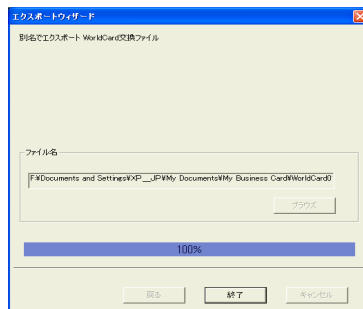 エクスポートウィザード
別名でエクスポート WorldCard交換ファイル
ファイル名
F:¥Documents and Settings¥XP__JP¥My Documents¥My Business Card¥WorldCard
ブラウズ
100%
戻る
終了
キャンセル